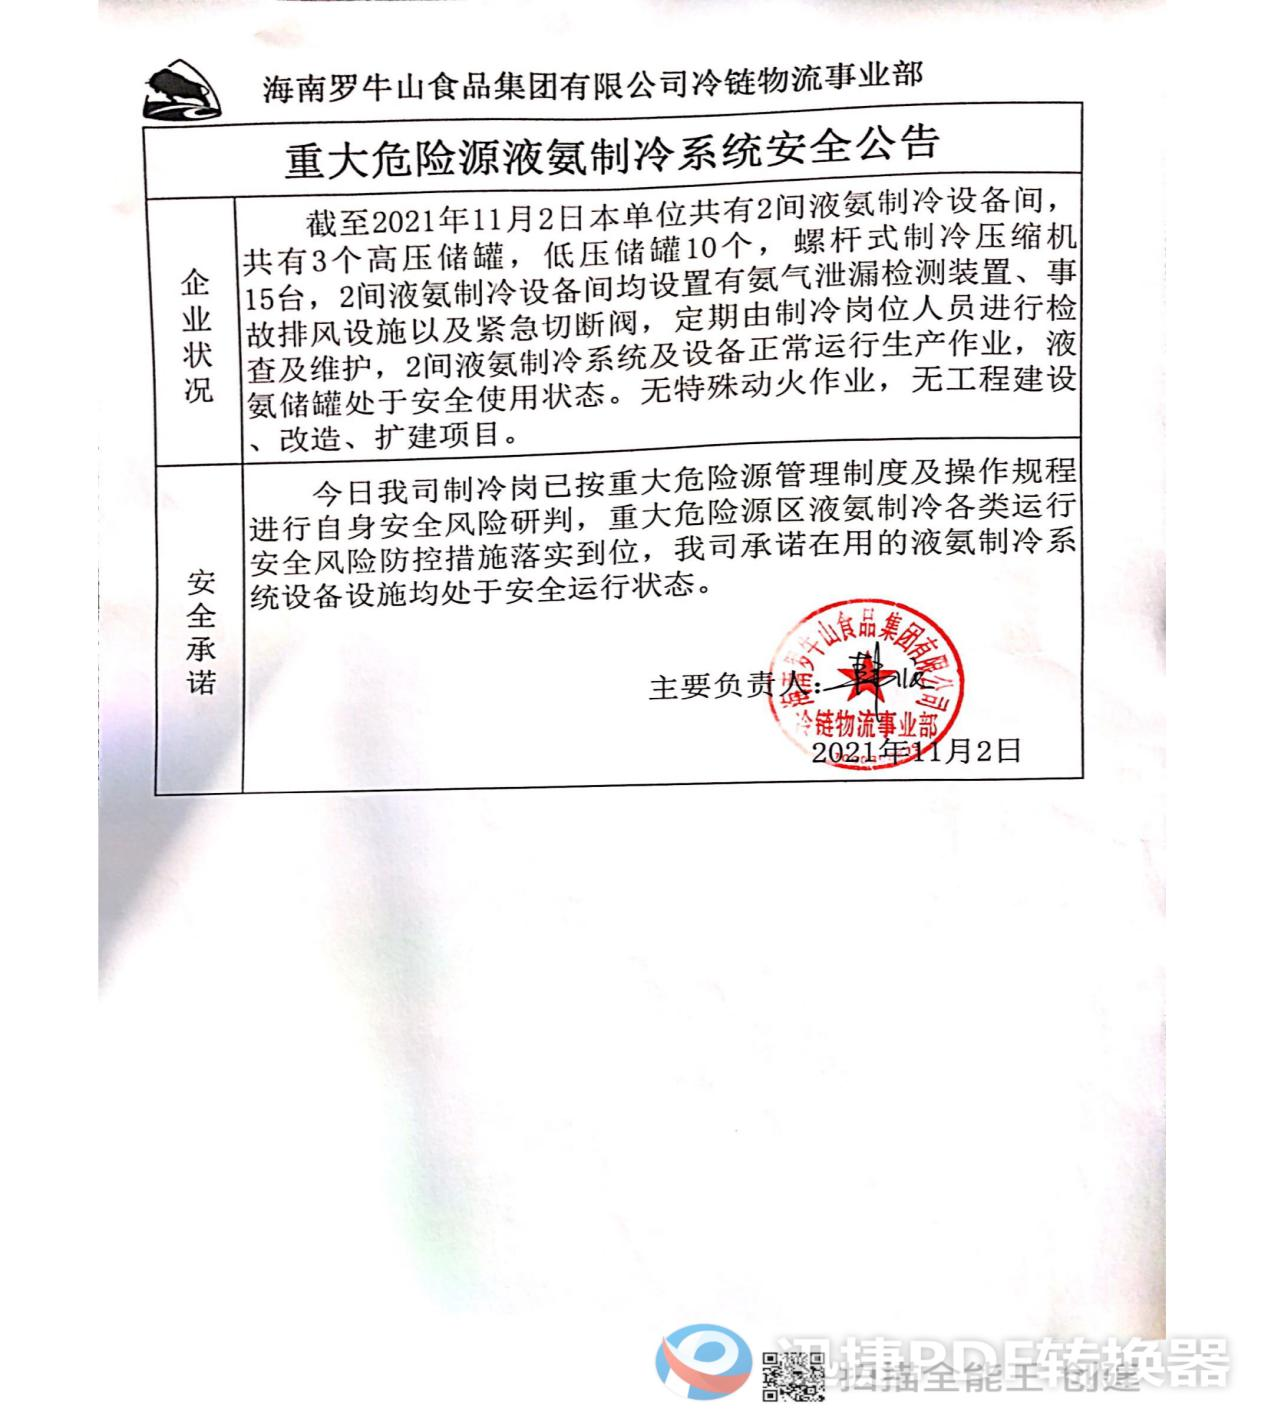 海南罗牛山食品集团有限公司冷链物流事业部
重大危险源液氨制冷系统安全公告
企业状况
截至2021年11月2日本单位共有2间液氨制冷设备间，
共有3个高压储罐，低压储罐10个，螺杆式制冷压缩机
15台，2间液氨制冷设备间均设置有氨气泄漏检测装置、事
故排风设施以及紧急切断阀，定期由制冷岗位人员进行检
查及维护，2间液氨制冷系统及设备正常运行生产作业，液
氨储罐处于安全使用状态。无特殊动火作业，无工程建设
、改造、扩建项目。
安全承诺
今日我司制冷岗已按重大危险源管理制度及操作规程
进行自身安全风险研判，重大危险源区液氨制冷各类运行
安全风险防控措施落实到位，我司承诺在用的液氨制冷系
统设备设施均处于安全运行状态。
主要负责人：
海南罗牛山食品集团有限公司
冷链物流事业部
2021年11月2日
迅捷PDF转换器
扫描全能王 创建